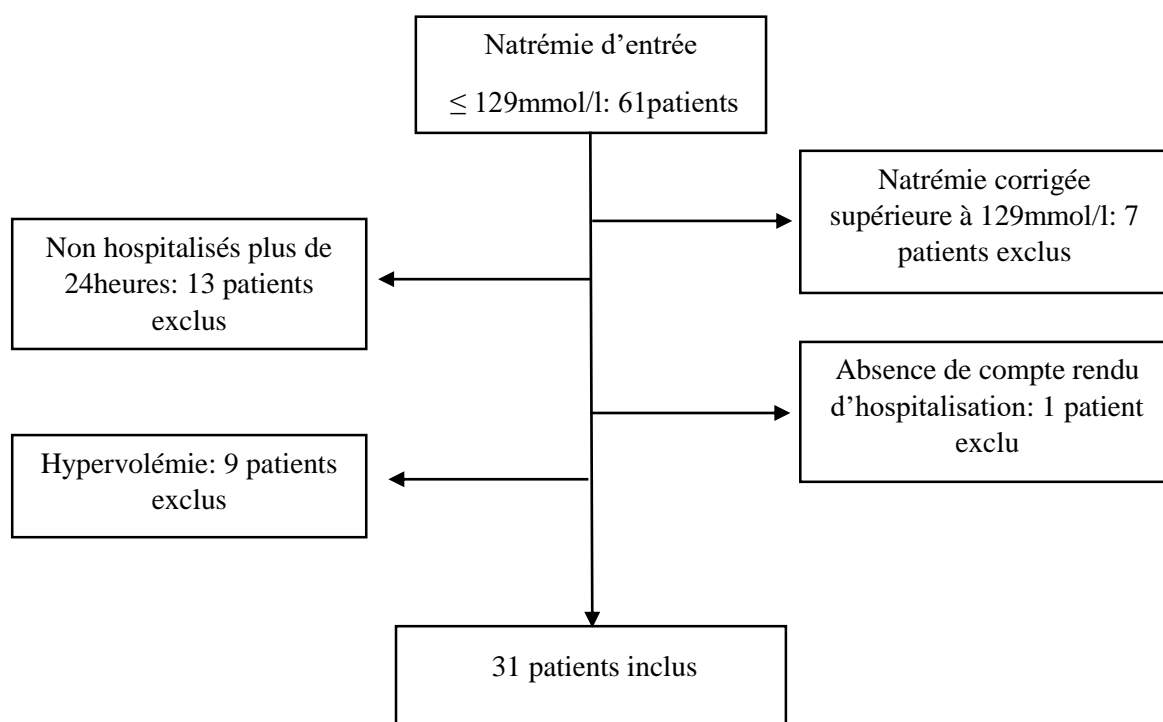 Natrémie d’entrée
≤ 129mmol/l: 61patients
Natrémie corrigée
supérieure à 129mmol/l: 7
patients exclus
Non hospitalisés plus de
24heures: 13 patients
exclus
Absence de compte rendu
d’hospitalisation: 1 patient
exclu
Hypervolémie: 9 patients
exclus
31 patients inclus